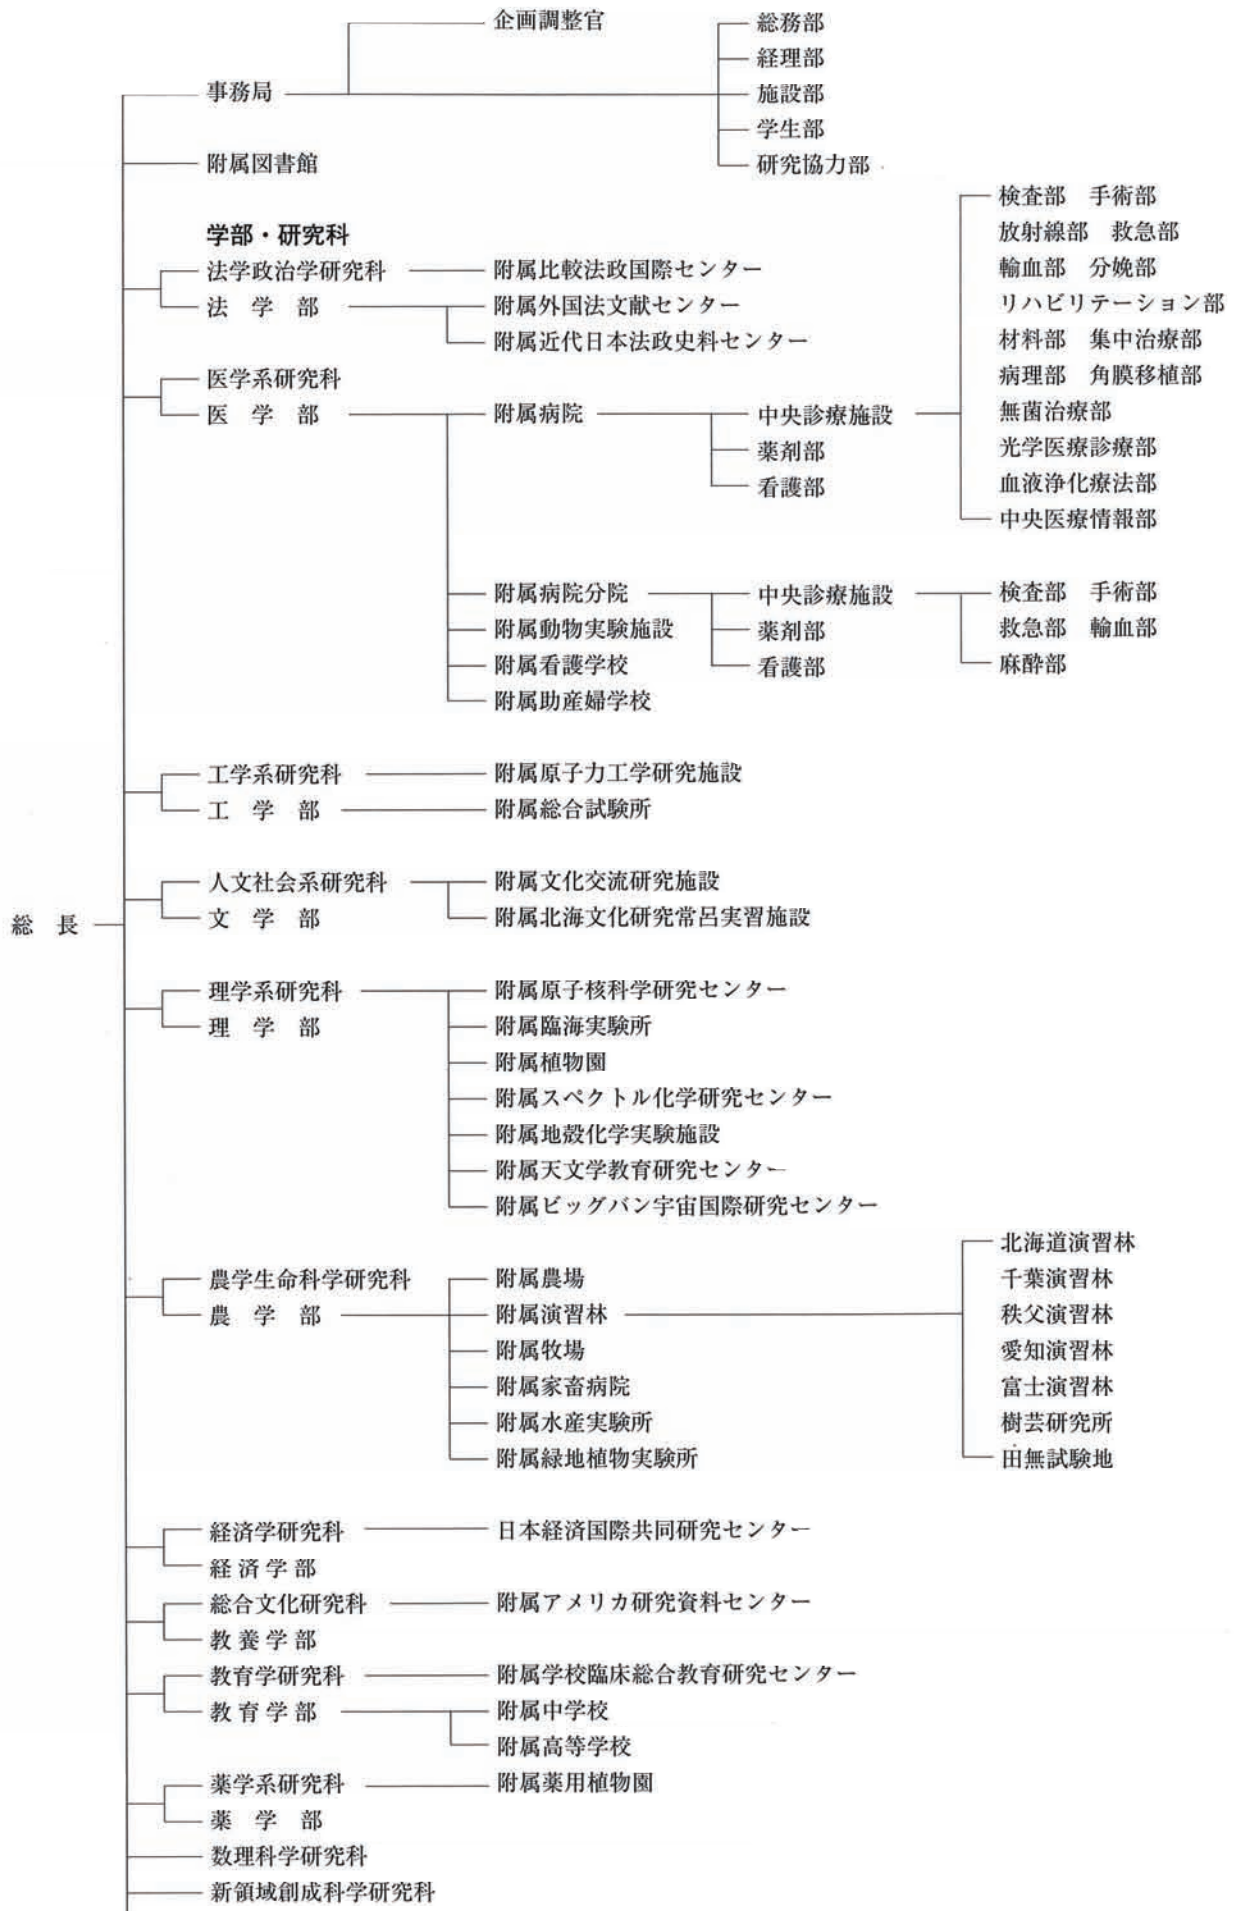 企画調整官
総務部
経理部
事務局
施設部
学生部
附属図書館
研究協力部
検査部 手術部
放射線部 救急部
輸血部 分娩部
リハビリテーション部
材料部 集中治療部
病理部 角膜移植部
無菌治療部
光学医療診療部
血液浄化療法部
中央医療情報部
学部・研究科
法学政治学研究科 附属比較法政国際センター
法学部 附属外国法文献センター
附属近代日本法政史料センター
医学系研究科
医学部 附属病院 中央診療施設
薬剤部
看護部
附属病院分院 中央診療施設 検査部 手術部
附属動物実験施設 薬剤部 救急部 輸血部
附属看護学校 看護部 麻酔部
附属助産婦学校
工学系研究科 附属原子力工学研究施設
工学部 附属総合試験所
人文社会系研究科 附属文化交流研究施設
文学部 附属北海文化研究常呂実習施設
総長
理学系研究科 附属原子核科学研究センター
理学部 附属臨海実験所
附属植物園
附属スペクトル化学研究センター
附属地殻化学実験施設
附属天文学教育研究センター
附属ビッグバン宇宙国際研究センター
農学生命科学研究科 附属農場
農学部 附属演習林
附属牧場
附属家畜病院
附属水産実験所
附属緑地植物実験所
北海道演習林
千葉演習林
秩父演習林
愛知演習林
富士演習林
樹芸研究所
田無試験地
経済学研究科 日本経済国際共同研究センター
経済学部
総合文化研究科 附属アメリカ研究資料センター
教養学部
教育学研究科 附属学校臨床総合教育研究センター
教育学部 附属中学校
附属高等学校
薬学系研究科 附属薬用植物園
薬学部
数理科学研究科
新領域創成科学研究科